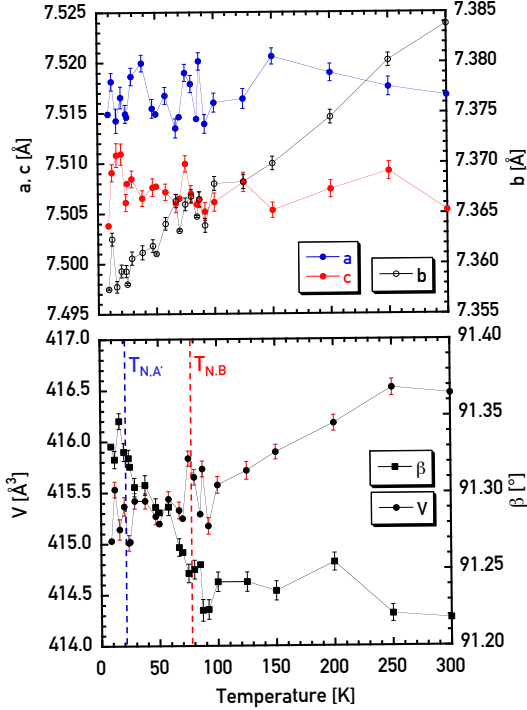 7.525
7.520
7.515
7.510
7.505
7.500
7.495
a, c [Å]
7.385
7.380
7.375
7.370
7.365
7.360
7.355
b [Å]
a
c
b
417.0
416.5
416.0
415.5
415.0
414.5
414.0
V [Å³]
91.40
91.35
91.30
91.25
91.20
β [°]
T_N,A'
T_N,B
β
V
0 50 100 150 200 250 300
Temperature [K]